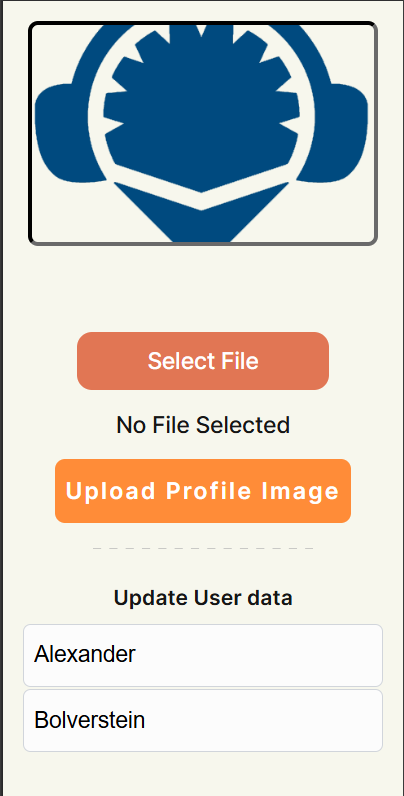 Select File
No File Selected
Upload Profile Image
Update User data
Alexander
Bolverstein